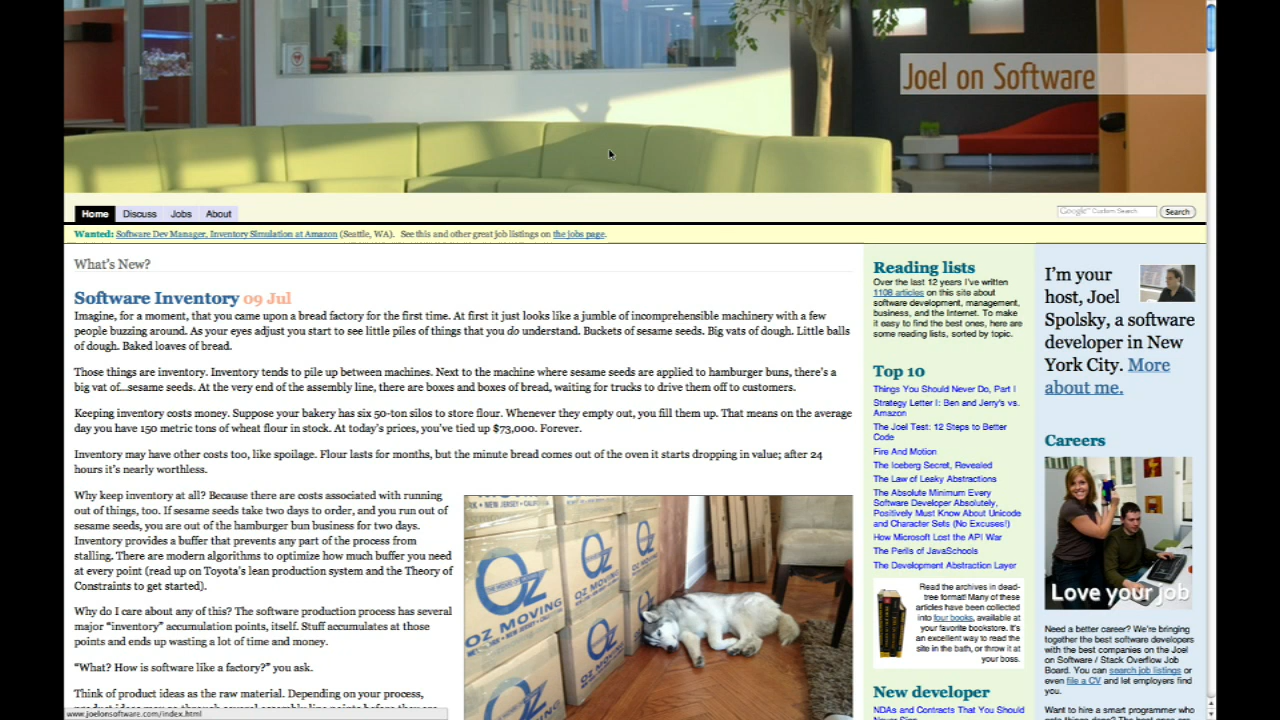 Joel on Software
Home Discuss Jobs About
Google™ Custom Search Search
Wanted: Software Dev Manager, Inventory Simulation at Amazon (Seattle, WA). See this and other great job listings on the jobs page.
What's New?
Software Inventory 09 Jul
Imagine, for a moment, that you came upon a bread factory for the first time. At first it just looks like a jumble of incomprehensible machinery with a few
people buzzing around. As your eyes adjust you start to see little piles of things that you do understand. Buckets of sesame seeds. Big vats of dough. Little balls
of dough. Baked loaves of bread.
Those things are inventory. Inventory tends to pile up between machines. Next to the machine where sesame seeds are applied to hamburger buns, there's a
big vat of...sesame seeds. At the very end of the assembly line, there are boxes and boxes of bread, waiting for trucks to drive them off to customers.
Keeping inventory costs money. Suppose your bakery has six 50-ton silos to store flour. Whenever they empty out, you fill them up. That means on the average
day you have 150 metric tons of wheat flour in stock. At today's prices, you've tied up $73,000. Forever.
Inventory may have other costs too, like spoilage. Flour lasts for months, but the minute bread comes out of the oven it starts dropping in value; after 24
hours it's nearly worthless.
Why keep inventory at all? Because there are costs associated with running
out of things, too. If sesame seeds take two days to order, and you run out of
sesame seeds, you are out of the hamburger bun business for two days.
Inventory provides a buffer that prevents any part of the process from
stalling. There are modern algorithms to optimize how much buffer you need
at every point (read up on Toyota's lean production system and the Theory of
Constraints to get started).
Why do I care about any of this? The software production process has several
major "inventory" accumulation points, itself. Stuff accumulates at those
points and ends up wasting a lot of time and money.
"What? How is software like a factory?" you ask.
Think of product ideas as the raw material. Depending on your process,
www.joelonsoftware.com/index.html
NEW JERSEY • CALIFORNIA
OZ
OZ MOVING
OZ
OZ MOVING
OZ
Reading lists
Over the last 12 years I've written
1108 articles on this site about
software development, management,
business, and the Internet. To make
it easy to find the best ones, here are
some reading lists, sorted by topic.
Top 10
Things You Should Never Do, Part I
Strategy Letter I: Ben and Jerry's vs.
Amazon
The Joel Test: 12 Steps to Better
Code
Fire And Motion
The Iceberg Secret, Revealed
The Law of Leaky Abstractions
The Absolute Minimum Every
Software Developer Absolutely,
Positively Must Know About Unicode
and Character Sets (No Excuses!)
How Microsoft Lost the API War
The Perils of JavaSchools
The Development Abstraction Layer
Read the archives in dead-
tree format! Many of these
articles have been collected
into four books, available at
your favorite bookstore. It's
an excellent way to read the
site in the bath, or throw it at
your boss.
New developer
NDAs and Contracts That You Should
I'm your
host, Joel
Spolsky, a software
developer in New
York City. More
about me.
Careers
Love your job
Need a better career? We're bringing
together the best software developers
with the best companies on the Joel
on Software / Stack Overflow Job
Board. You can search job listings or
even file a CV and let employers find
you.
Want to hire a smart programmer who